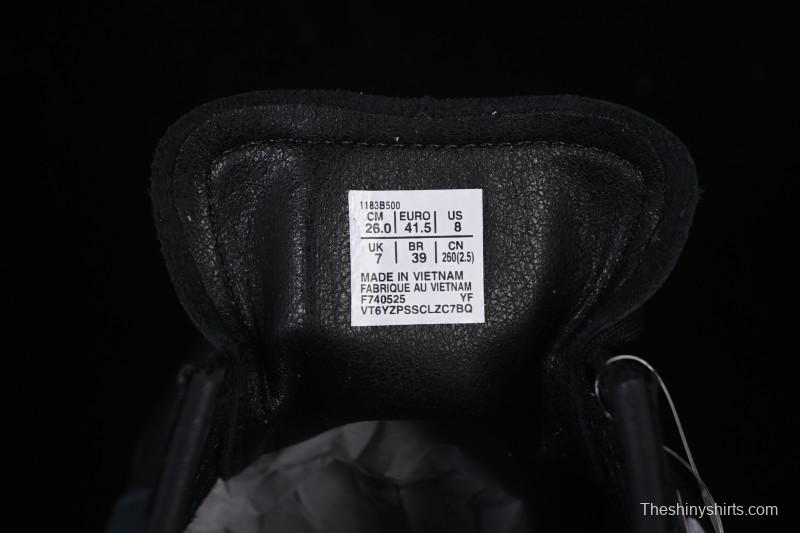 1183B500
CM EURO US
26.0 41.5 8
UK BR CN
7 39 260(2.5)
MADE IN VIETNAM
FABRIQUE AU VIETNAM
F740525 YF
VT6YZPSSCLZC7BQ
Theshinyshirts.com